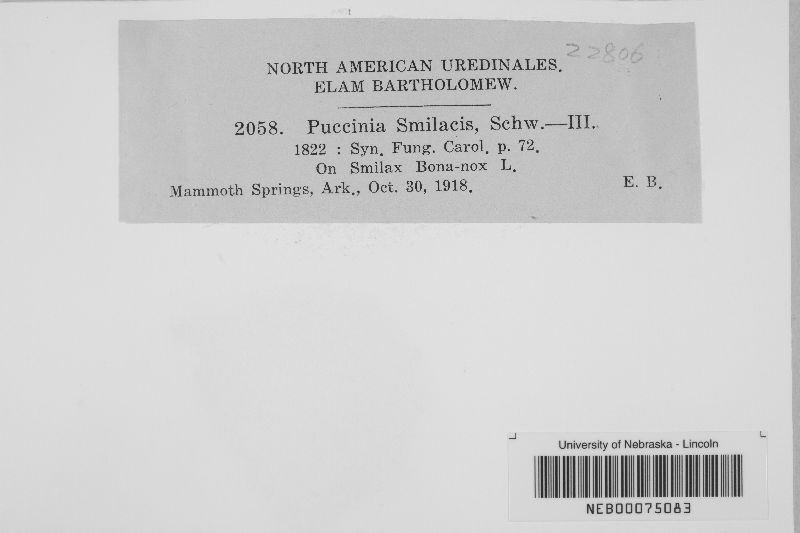 22806
NORTH AMERICAN UREDINALES.
ELAM BARTHOLOMEW.
2058. Puccinia Smilacis, Schw.—III.
1822 : Syn. Fung. Carol. p. 72.
On Smilax Bona-nox L.
Mammoth Springs, Ark., Oct. 30, 1918. E. B.
University of Nebraska - Lincoln
NEB00075083